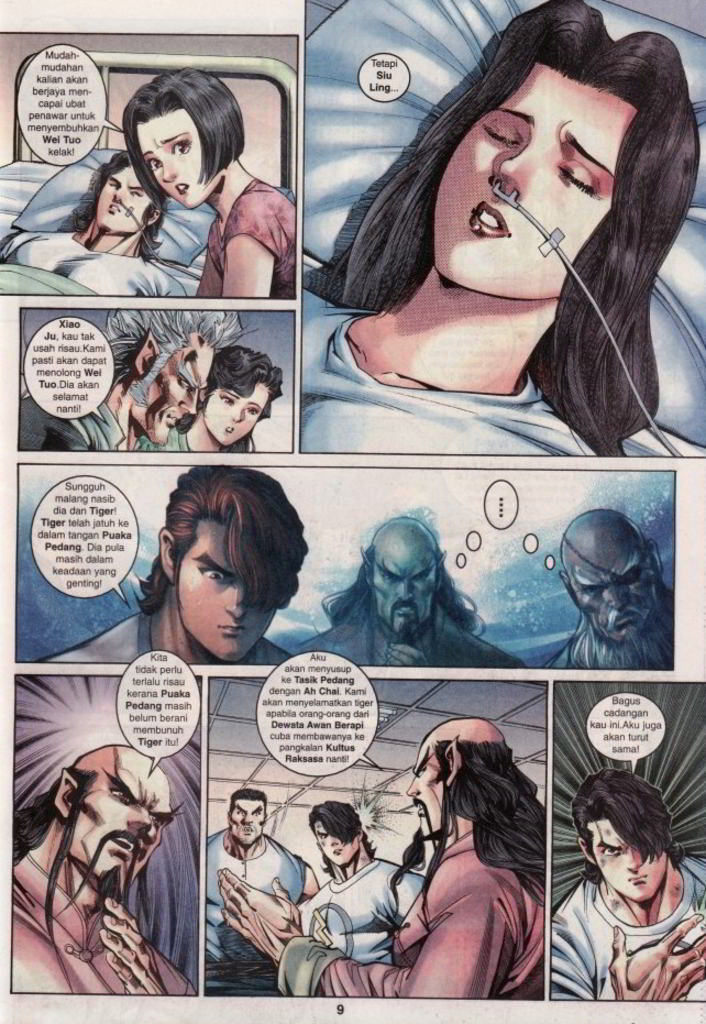 Mudah-
mudahan
kalian akan
berjaya men-
capai ubat
penawar untuk
menyembuhkan
Wei Tuo
kelak!
Tetapi
Siu
Ling...
Xiao
Ju, kau tak
usah risau.Kami
pasti akan dapat
menolong Wei
Tuo.Dia akan
selamat
nanti!
Sungguh
malang nasib
dia dan Tiger!
Tiger telah jatuh ke
dalam tangan Puaka
Pedang. Dia pula
masih dalam
keadaan yang
genting!
Kita
tidak perlu
terlalu risau
kerana Puaka
Pedang masih
belum berani
membunuh
Tiger itu!
Aku
akan menyusup
ke Tasik Pedang
dengan Ah Chai. Kami
akan menyelamatkan tiger
apabila orang-orang dari
Dewata Awan Berapi
cuba membawanya ke
pangkalan Kultus
Raksasa nanti!
Bagus
cadangan
kau ini.Aku juga
akan turut
sama!
9